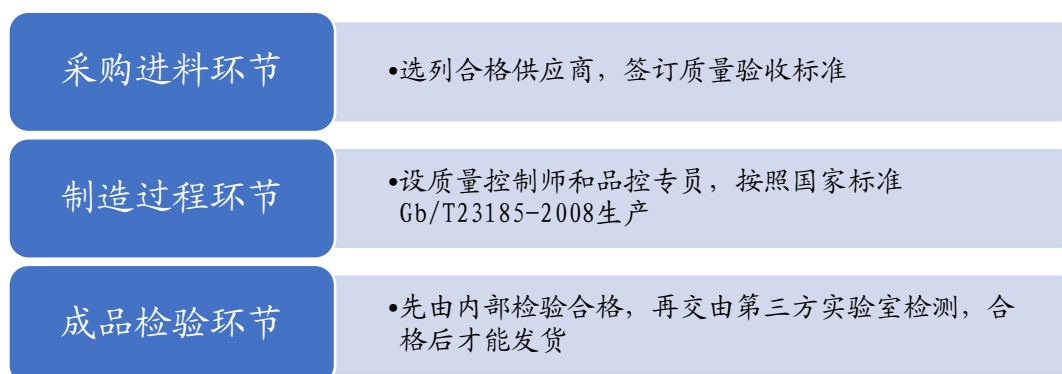 采购进料环节
•选列合格供应商，签订质量验收标准
制造过程环节
•设质量控制师和品控专员，按照国家标准
Gb/T23185-2008生产
成品检验环节
•先由内部检验合格，再交由第三方实验室检测，合
格后才能发货